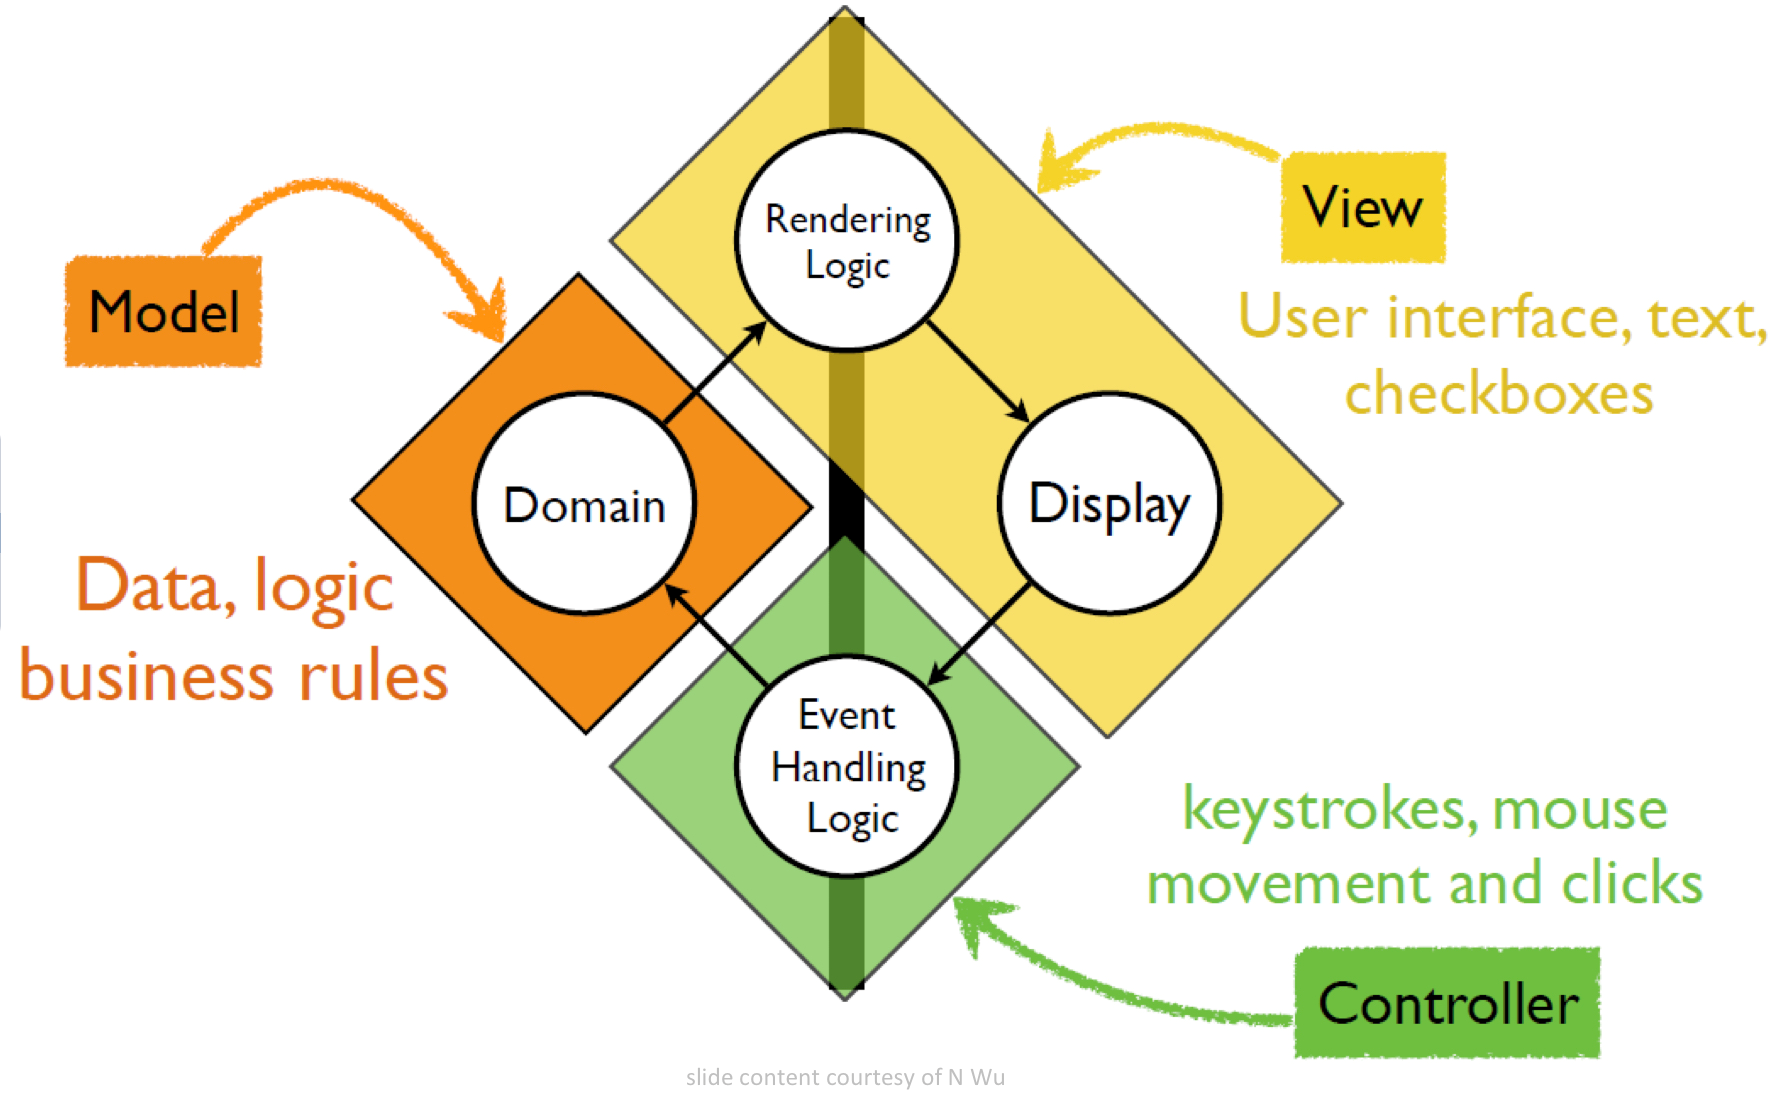 Rendering
Logic
View
Model
User interface, text,
checkboxes
Domain
Display
Data, logic
business rules
Event
Handling
Logic
keystrokes, mouse
movement and clicks
Controller
slide content courtesy of N Wu